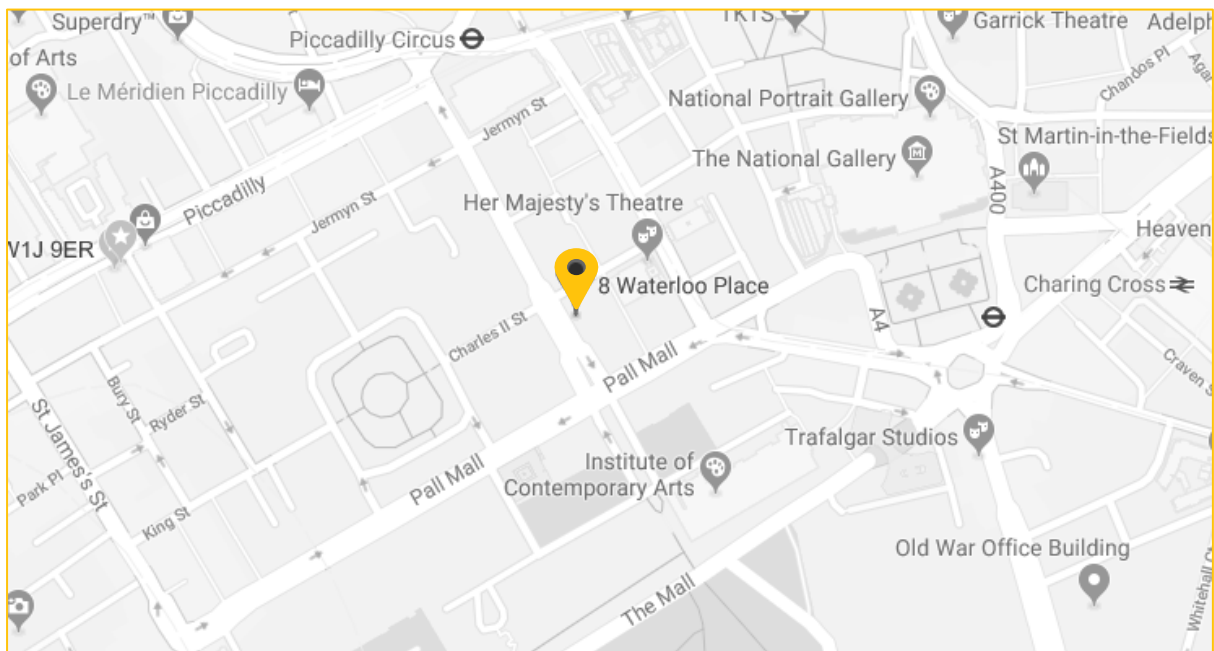 Superdry™
TKTS
Garrick Theatre
Adelph
Piccadilly Circus
of Arts
Chandos Pl
Agar
Le Méridien Piccadilly
National Portrait Gallery
Jermyn St
St Martin-in-the-Fields
The National Gallery
A400
Piccadilly
Her Majesty's Theatre
Jermyn St
Heaven
W1J 9ER
8 Waterloo Place
Charing Cross
A4
Charles II St
Pall Mall
Craven S
Bury St
Ryder St
St James's St
Trafalgar Studios
Institute of
Contemporary Arts
Pall Mall
Park Pl
King St
Old War Office Building
The Mall
Whitehall Ct